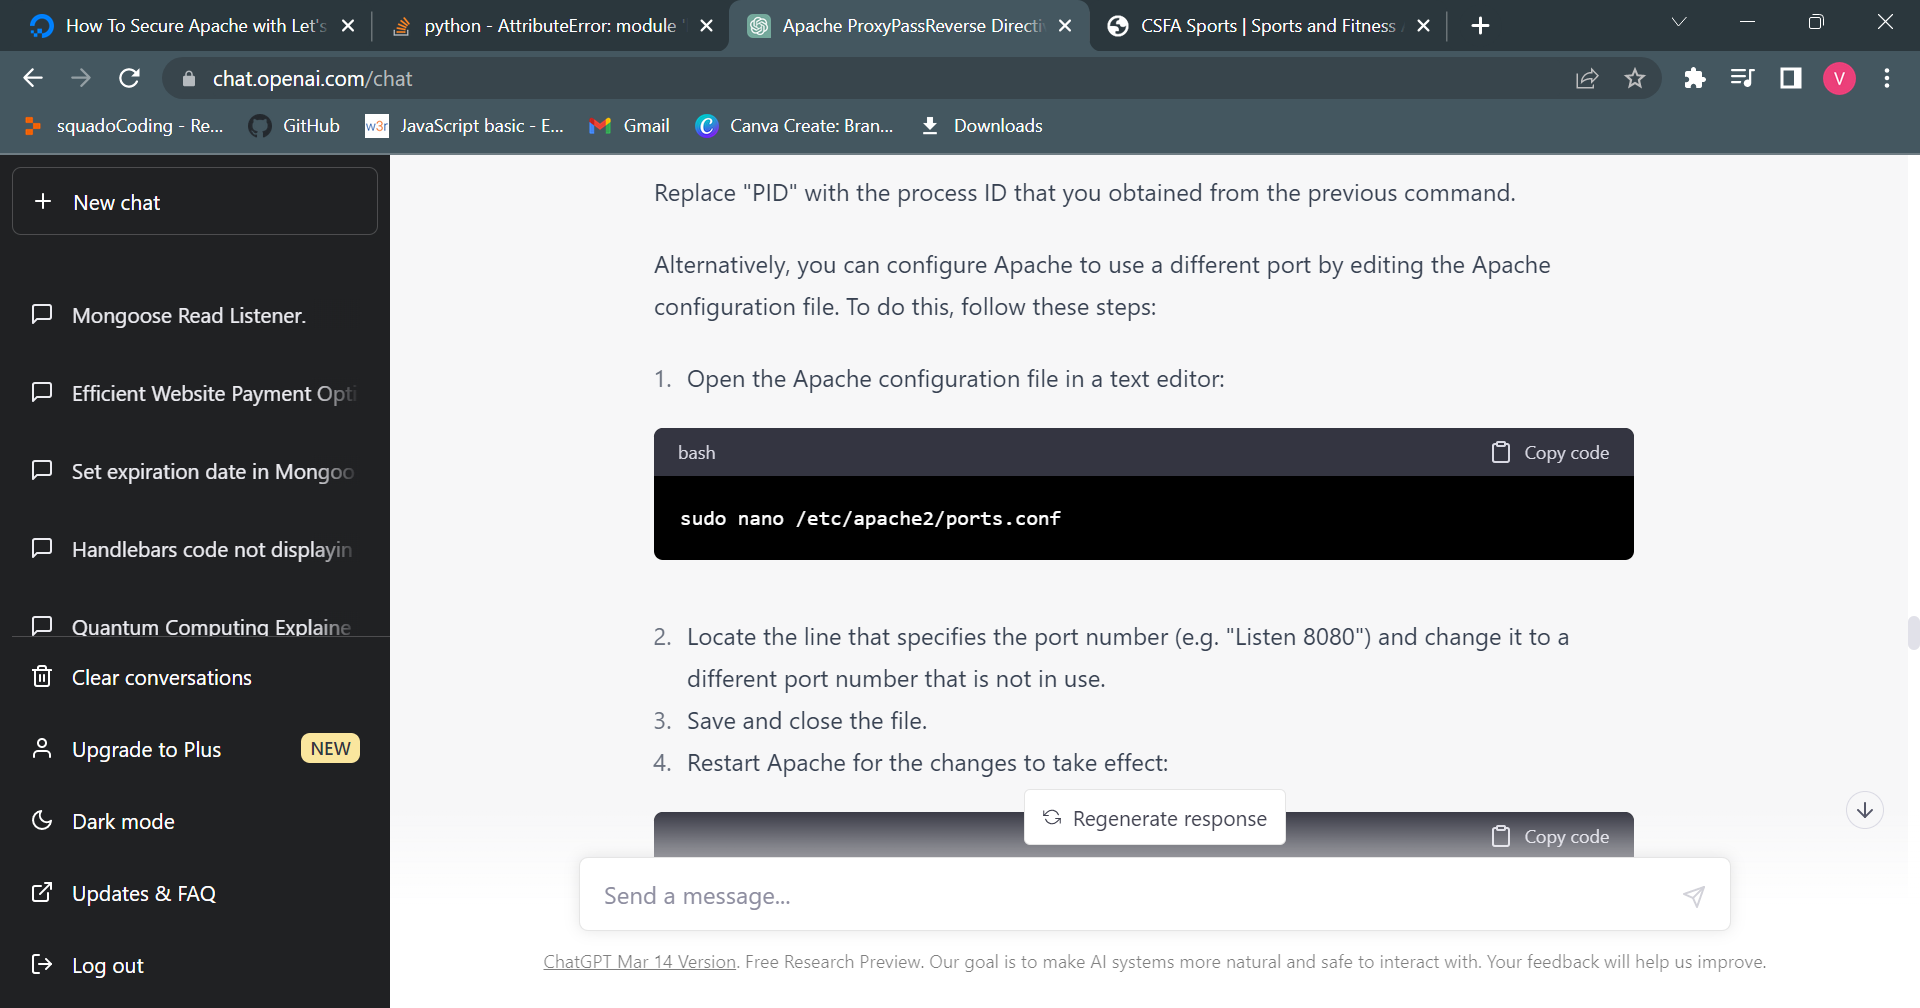 How To Secure Apache with Let's
python - AttributeError: module '
Apache ProxyPassReverse Directi
CSFA Sports | Sports and Fitness A
chat.openai.com/chat
V
squadoCoding - Re...
GitHub
w3r
JavaScript basic - E...
Gmail
Canva Create: Bran...
Downloads
New chat
Mongoose Read Listener.
Efficient Website Payment Opti
Set expiration date in Mongoo
Handlebars code not displayin
Quantum Computing Explaine
Clear conversations
Upgrade to Plus
NEW
Dark mode
Updates & FAQ
Log out
Replace "PID" with the process ID that you obtained from the previous command.
Alternatively, you can configure Apache to use a different port by editing the Apache
configuration file. To do this, follow these steps:
1. Open the Apache configuration file in a text editor:
bash
Copy code
sudo nano /etc/apache2/ports.conf
2. Locate the line that specifies the port number (e.g. "Listen 8080") and change it to a
different port number that is not in use.
3. Save and close the file.
4. Restart Apache for the changes to take effect:
Regenerate response
Copy code
Send a message...
ChatGPT Mar 14 Version. Free Research Preview. Our goal is to make AI systems more natural and safe to interact with. Your feedback will help us improve.